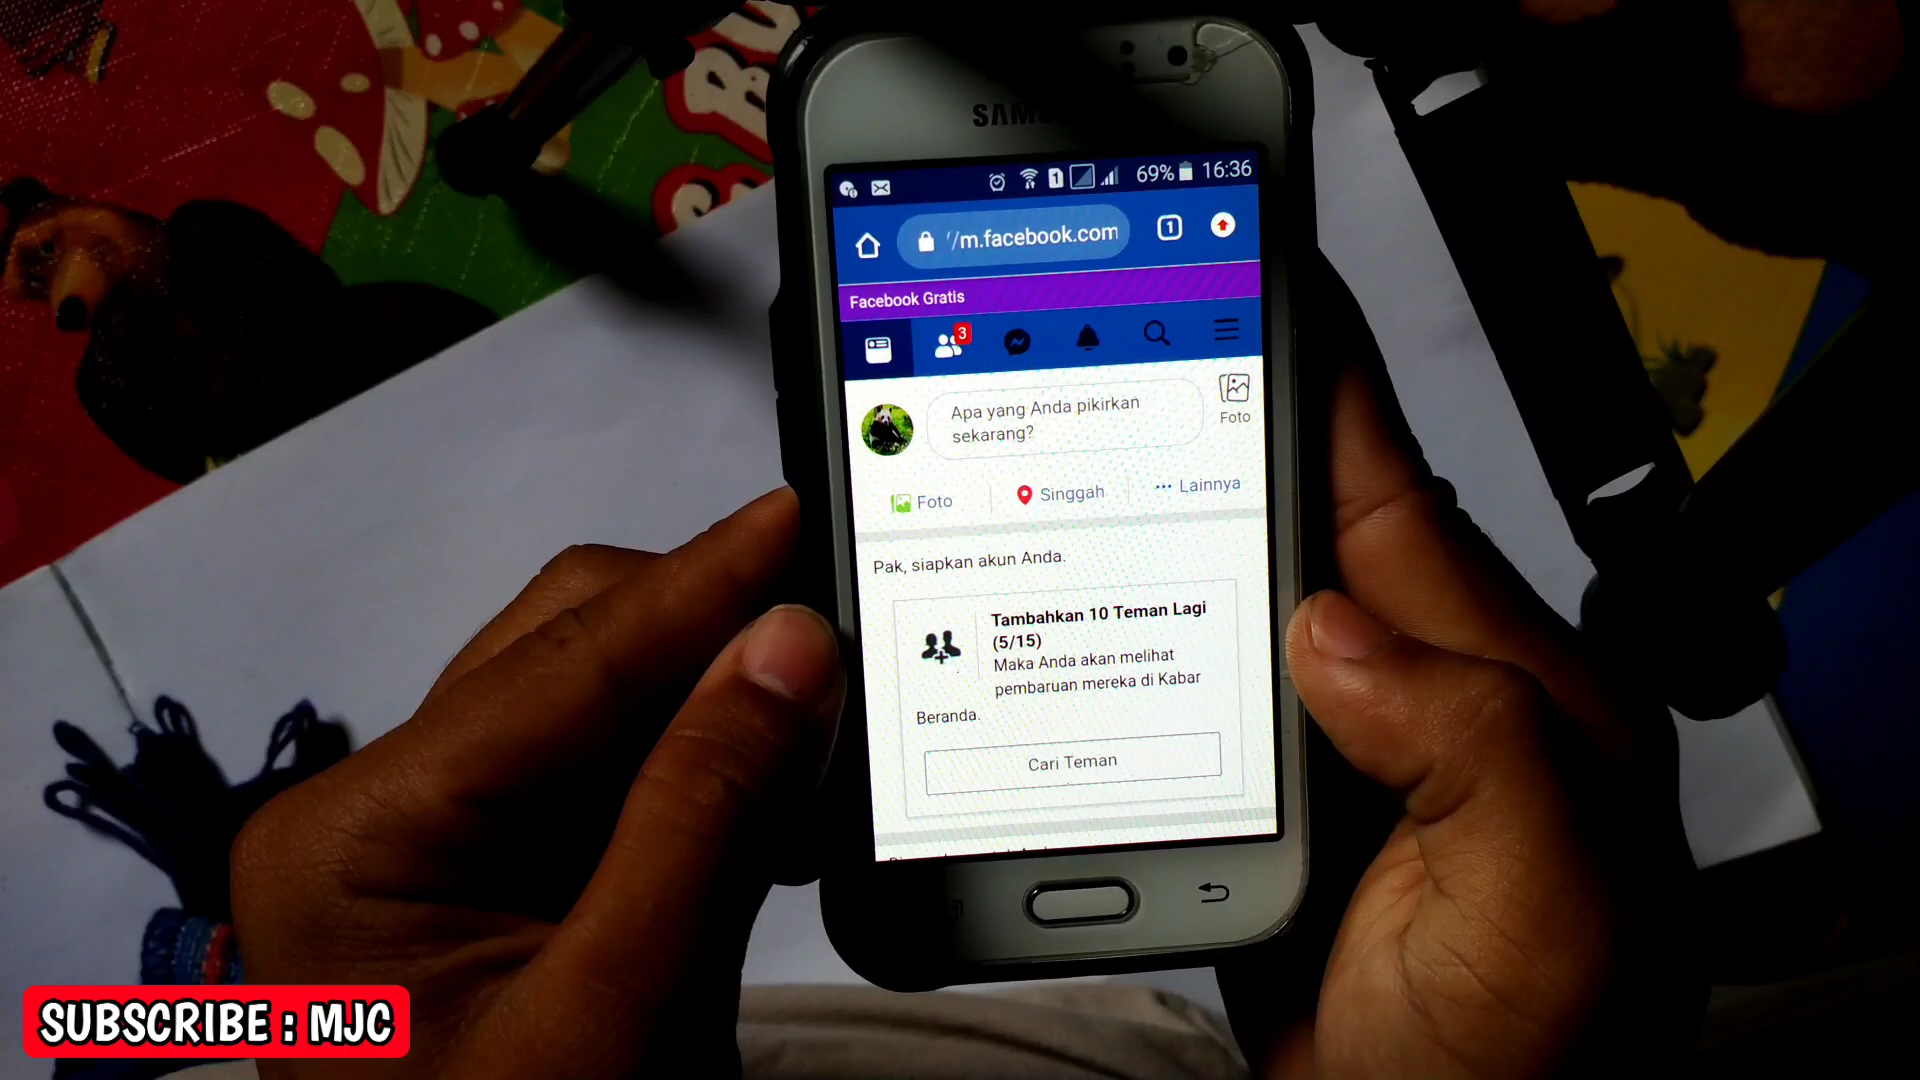 69% 16:36
1
//m.facebook.com
1
Facebook Gratis
3
Apa yang Anda pikirkan
sekarang?
Foto
Foto
Singgah
Lainnya
Pak, siapkan akun Anda.
Tambahkan 10 Teman Lagi
(5/15)
Maka Anda akan melihat
pembaruan mereka di Kabar
Beranda.
Cari Teman
SUBSCRIBE : MJC